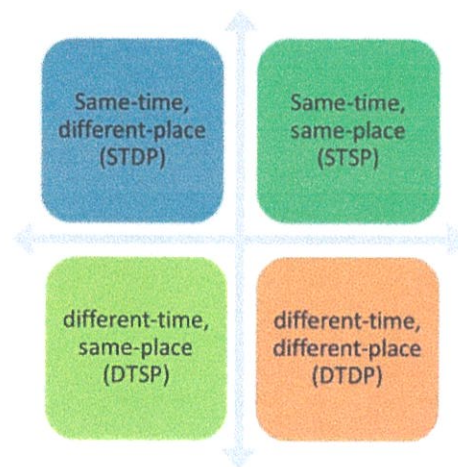 Same-time,
different-place
(STDP)
Same-time,
same-place
(STSP)
different-time,
same-place
(DTSP)
different-time,
different-place
(DTDP)